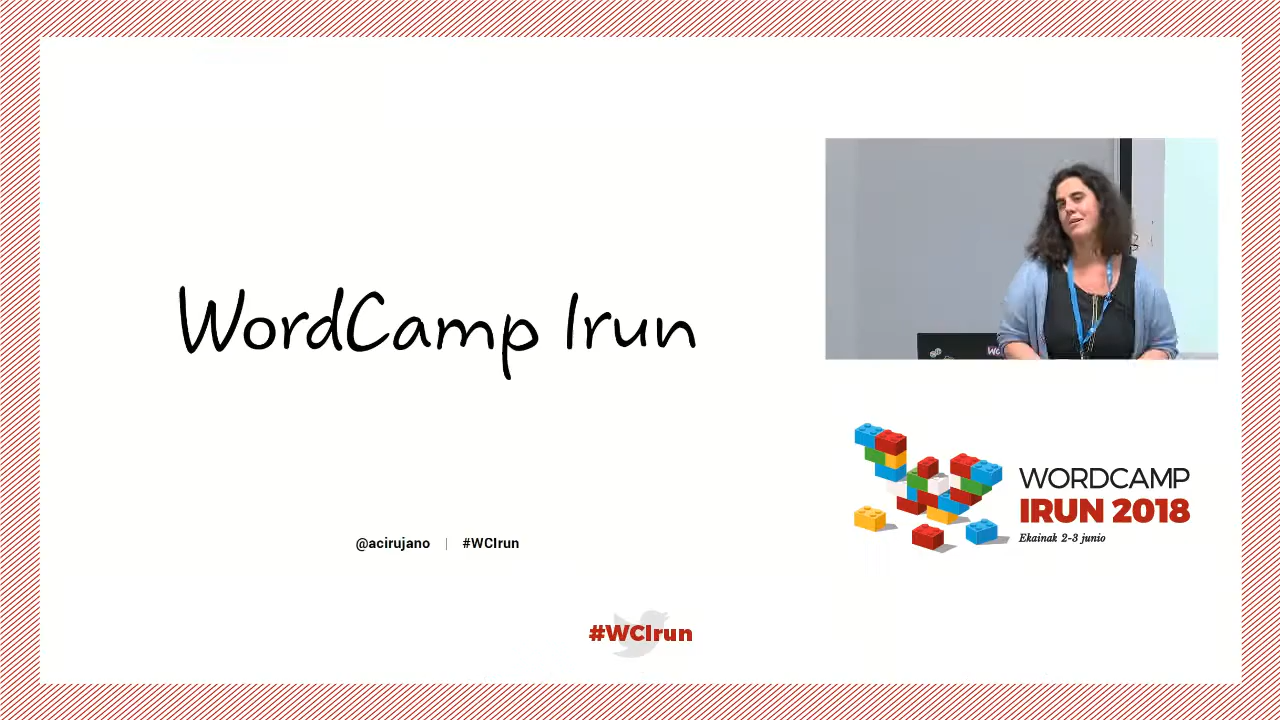 WordCamp Irun
@acirujano | #WCIrun
WORDCAMP
IRUN 2018
Ekainak 2-3 junio
#WCIrun